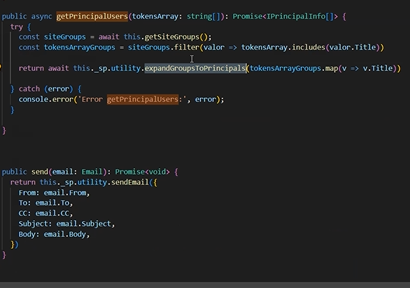 public async getPrincipalUsers(tokensArray: string[]): Promise<IPrincipalInfo[]> {
try {
const siteGroups = await this.getSiteGroups();
const tokensArrayGroups = siteGroups.filter(valor => tokensArray.includes(valor.Title))
return await this._sp.utility.expandGroupsToPrincipals(tokensArrayGroups.map(v => v.Title))
} catch (error) {
console.error('Error getPrincipalUsers:', error);
}
}
public send(email: Email): Promise<void> {
return this._sp.utility.sendEmail({
From: email.From,
To: email.To,
CC: email.CC,
Subject: email.Subject,
Body: email.Body,
})
}